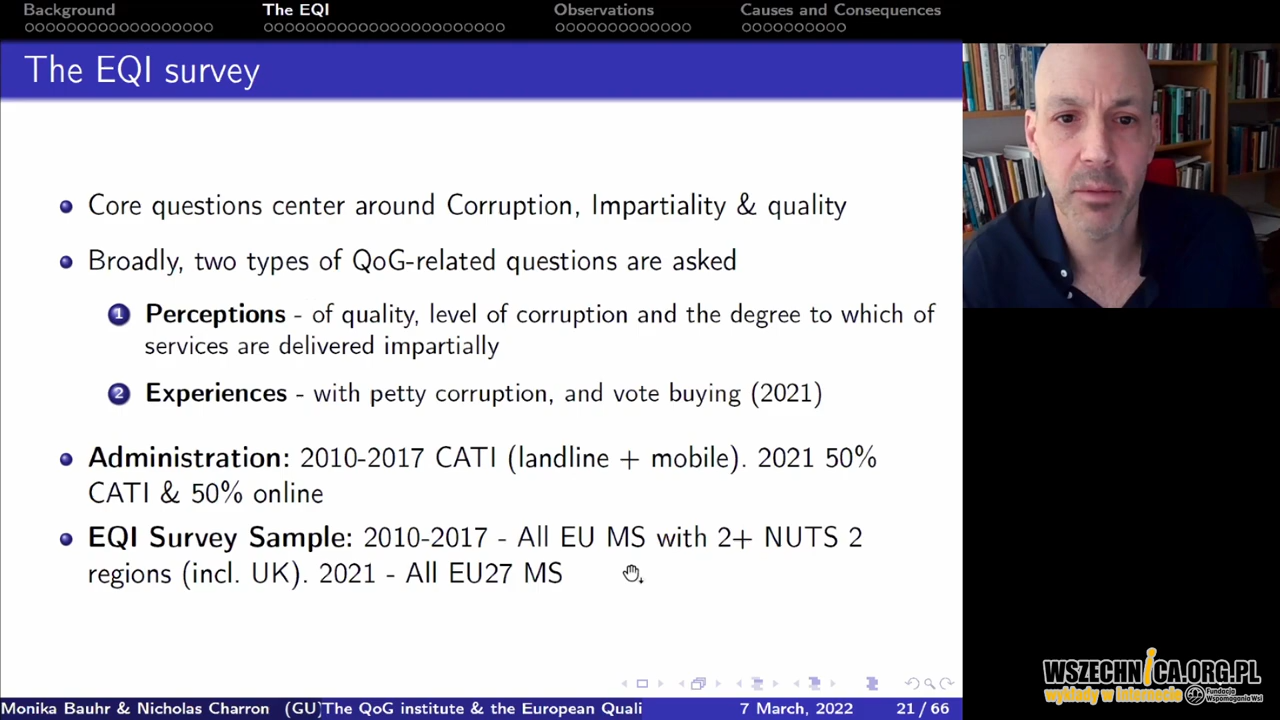 Background
The EQI
Observations
Causes and Consequences
The EQI survey
Core questions center around Corruption, Impartiality & quality
Broadly, two types of QoG-related questions are asked
1 Perceptions - of quality, level of corruption and the degree to which of
services are delivered impartially
2 Experiences - with petty corruption, and vote buying (2021)
Administration: 2010-2017 CATI (landline + mobile). 2021 50%
CATI & 50% online
EQI Survey Sample: 2010-2017 - All EU MS with 2+ NUTS 2
regions (incl. UK). 2021 - All EU27 MS
WSZECHNICA.ORG.PL
wykłady w internecie
Fundacja
Wspomagania Wsi
Monika Bauhr & Nicholas Charron (GU)
The QoG institute & the European Quali
7 March, 2022
21 / 66